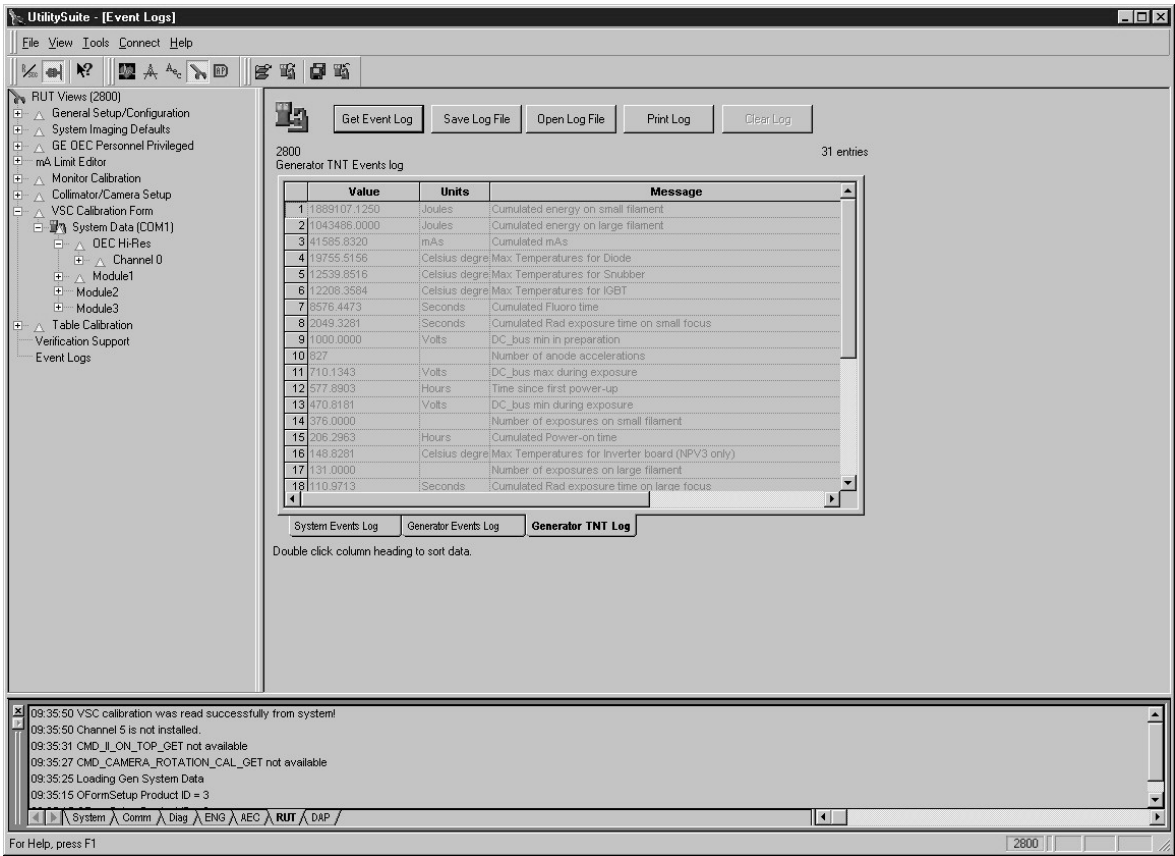 UtilitySuite - [Event Logs]
File View Tools Connect Help
RUT Views (2800)
General Setup/Configuration
System Imaging Defaults
GE OEC Personnel Privileged
mA Limit Editor
Monitor Calibration
Collimator/Camera Setup
VSC Calibration Form
System Data (COM1)
OEC Hi-Res
Channel 0
Module1
Module2
Module3
Table Calibration
Verification Support
Event Logs
Get Event Log Save Log File Open Log File Print Log Clear Log
2800 31 entries
Generator TNT Events log
Value Units Message
1 1889107.1250 Joules Cumulated energy on small filament
2 1043486.0000 Joules Cumulated energy on large filament
3 41585.8320 mAs Cumulated mAs
4 19755.5156 Celsius degre Max Temperatures for Diode
5 12539.8516 Celsius degre Max Temperatures for Snubber
6 12208.3584 Celsius degre Max Temperatures for IGBT
7 8576.4473 Seconds Cumulated Fluoro time
8 2049.3281 Seconds Cumulated Rad exposure time on small focus
9 1000.0000 Volts DC_bus min in preparation
10 827 Number of anode accelerations
11 710.1343 Volts DC_bus max during exposure
12 577.8903 Hours Time since first power-up
13 470.8181 Volts DC_bus min during exposure
14 376.0000 Number of exposures on small filament
15 206.2963 Hours Cumulated Power-on time
16 148.8281 Celsius degre Max Temperatures for Inverter board (NPV3 only)
17 131.0000 Number of exposures on large filament
18 110.9713 Seconds Cumulated Rad exposure time on large focus
System Events Log Generator Events Log Generator TNT Log
Double click column heading to sort data.
09:35:50 VSC calibration was read successfully from system!
09:35:50 Channel 5 is not installed.
09:35:31 CMD_II_ON_TOP_GET not available
09:35:27 CMD_CAMERA_ROTATION_CAL_GET not available
09:35:25 Loading Gen System Data
09:35:15 OFormSetup Product ID = 3
System Comm Diag ENG AEC RUT DAP
For Help, press F1 2800